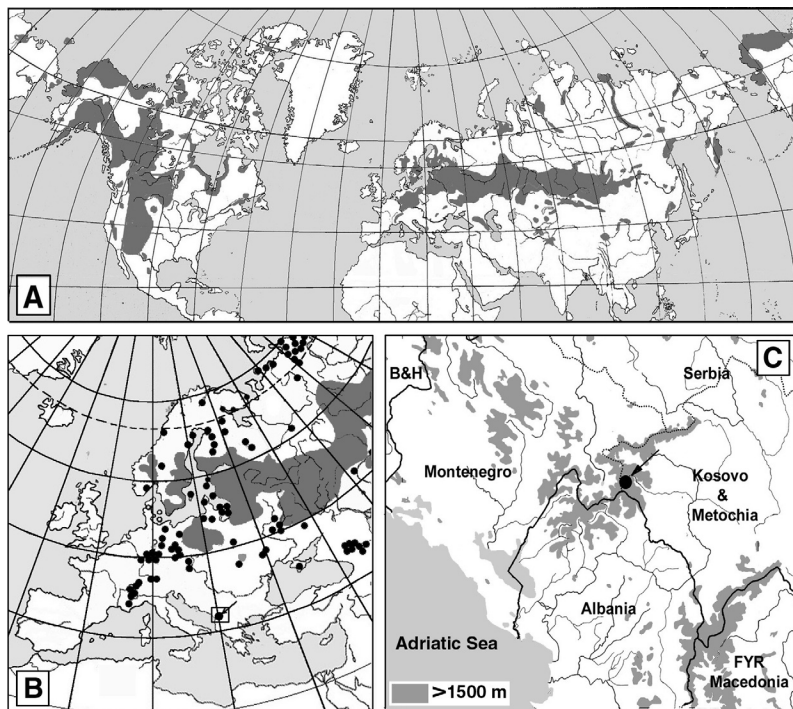 A
B
C
B&H
Serbia
Montenegro
Kosovo
&
Metochia
Albania
Adriatic Sea
FYR
Macedonia
>1500 m